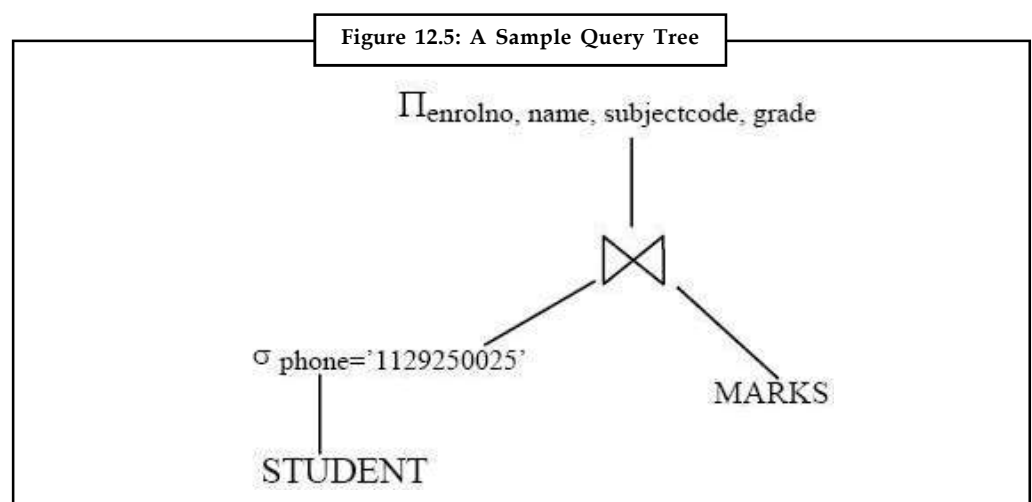 Figure 12.5: A Sample Query Tree
Πenrolno, name, subjectcode, grade
σ phone='1129250025'
MARKS
STUDENT